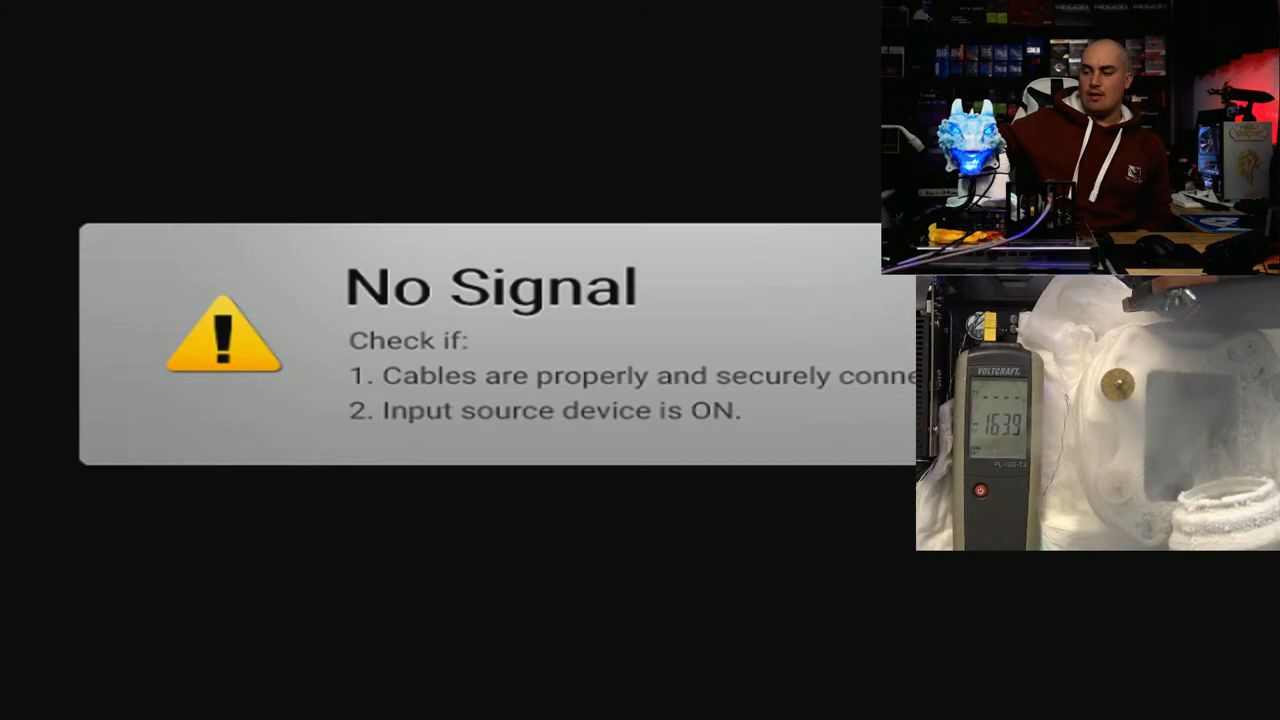 No Signal
Check if:
1. Cables are properly and securely conne
2. Input source device is ON.
VOLTCRAFT
163.9
PL-120-T2